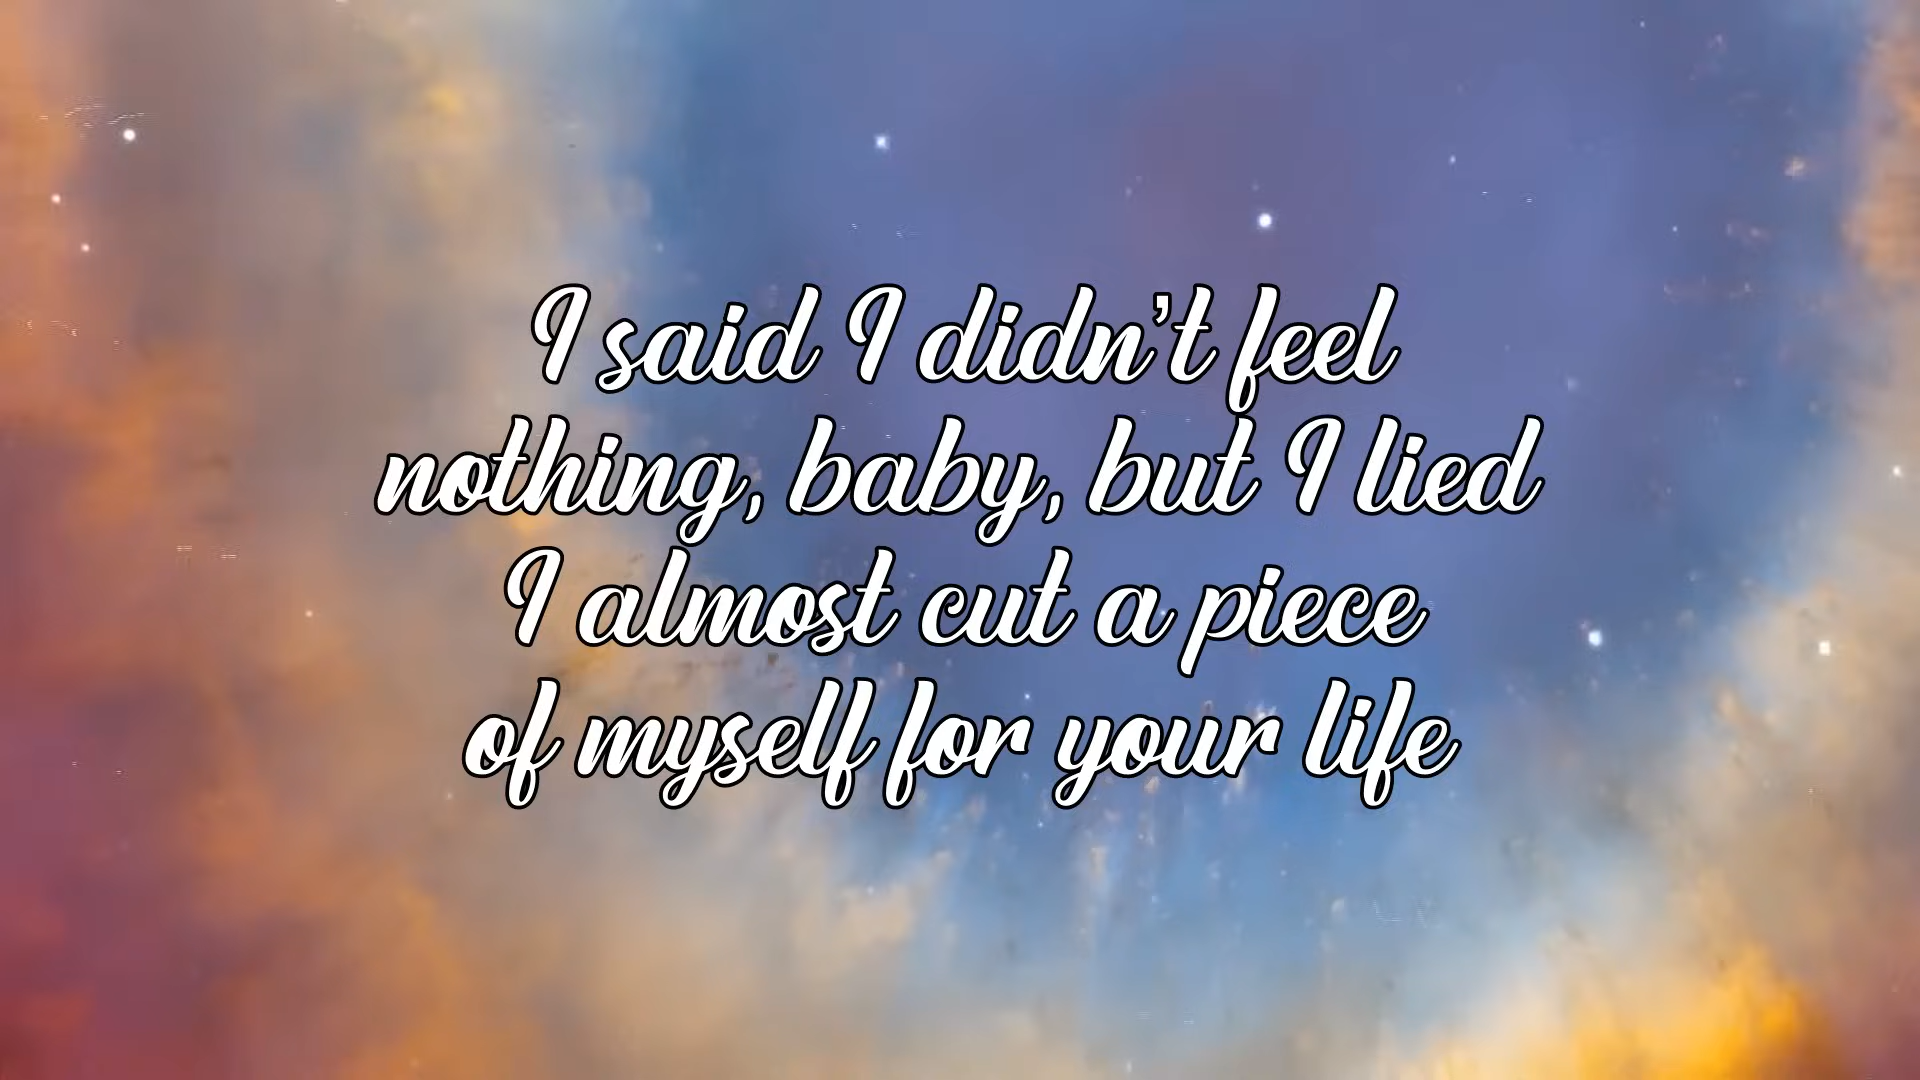 I said I didn’t feel
nothing, baby, but I lied
I almost cut a piece
of myself for your life